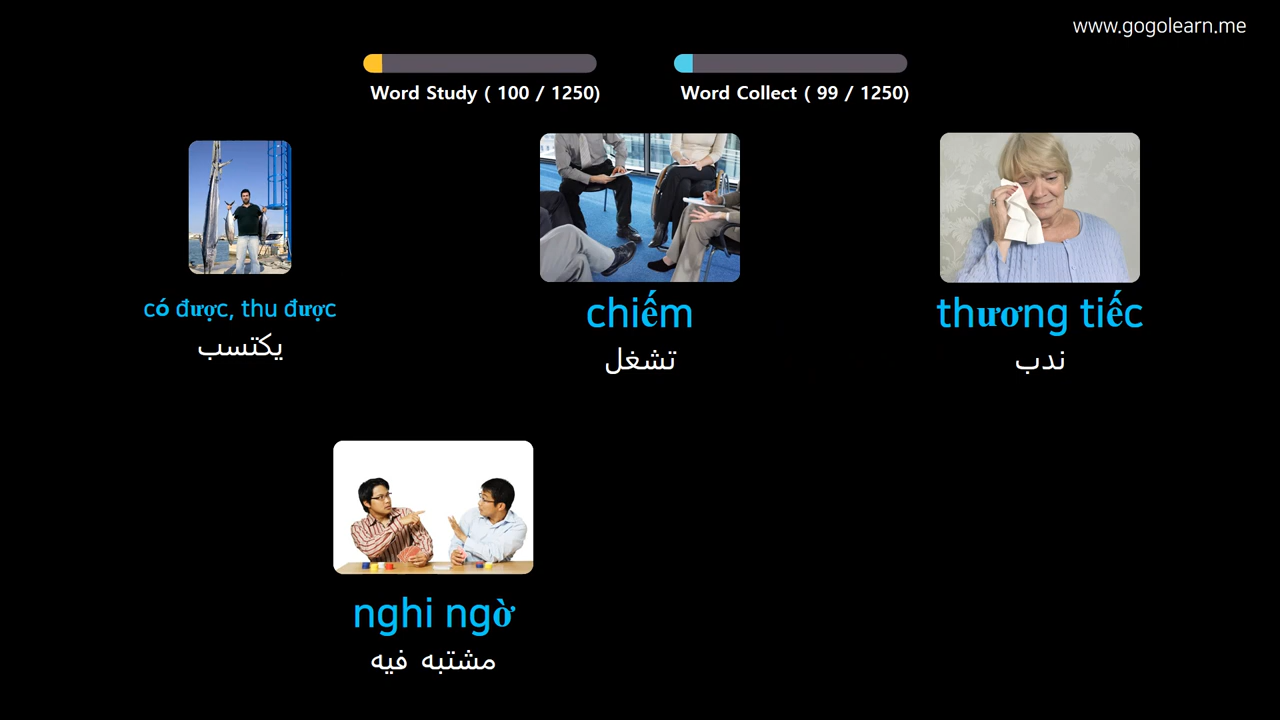 www.gogolearn.me
Word Study ( 100 / 1250)
Word Collect ( 99 / 1250)
có được, thu được
يكتسب
chiếm
تشغل
thương tiếc
ندب
nghi ngờ
مشتبه فيه